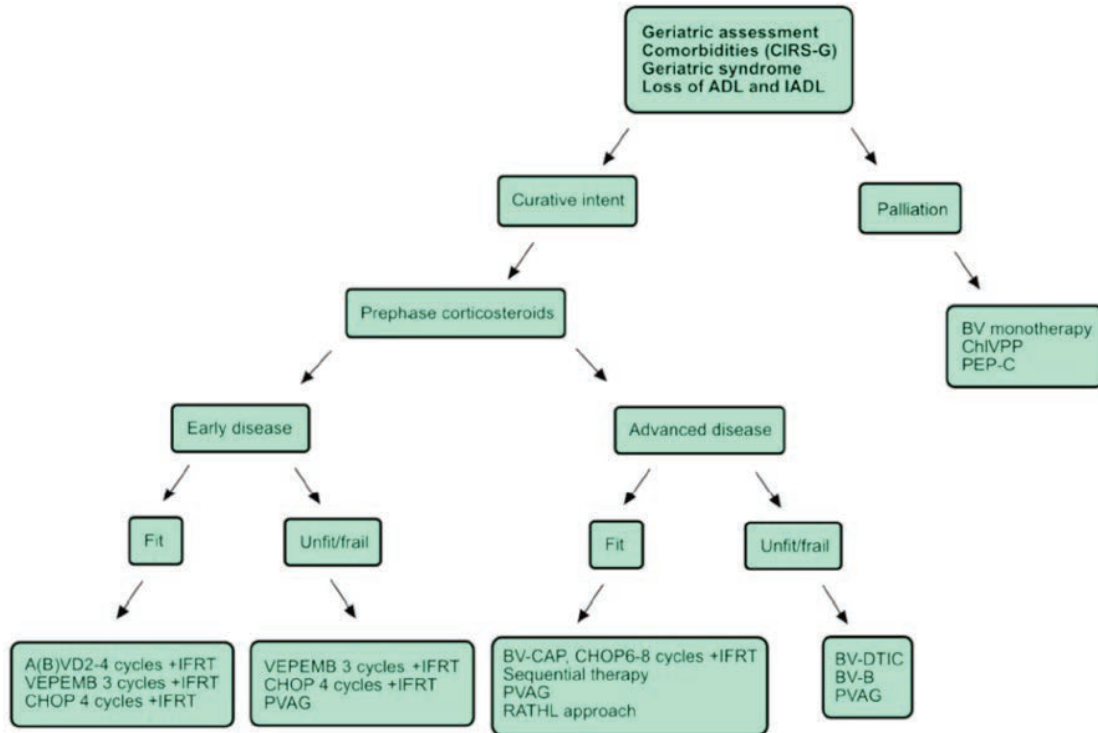 Geriatric assessment
Comorbidities (CIRS-G)
Geriatric syndrome
Loss of ADL and IADL
Curative intent
Palliation
Prephase corticosteroids
BV monotherapy
ChlVPP
PEP-C
Early disease
Advanced disease
Fit
Unfit/frail
Fit
Unfit/frail
A(B)VD2-4 cycles +IFRT
VEPEMB 3 cycles +IFRT
CHOP 4 cycles +IFRT
VEPEMB 3 cycles +IFRT
CHOP 4 cycles +IFRT
PVAG
BV-CAP, CHOP6-8 cycles +IFRT
Sequential therapy
PVAG
RATHL approach
BV-DTIC
BV-B
PVAG